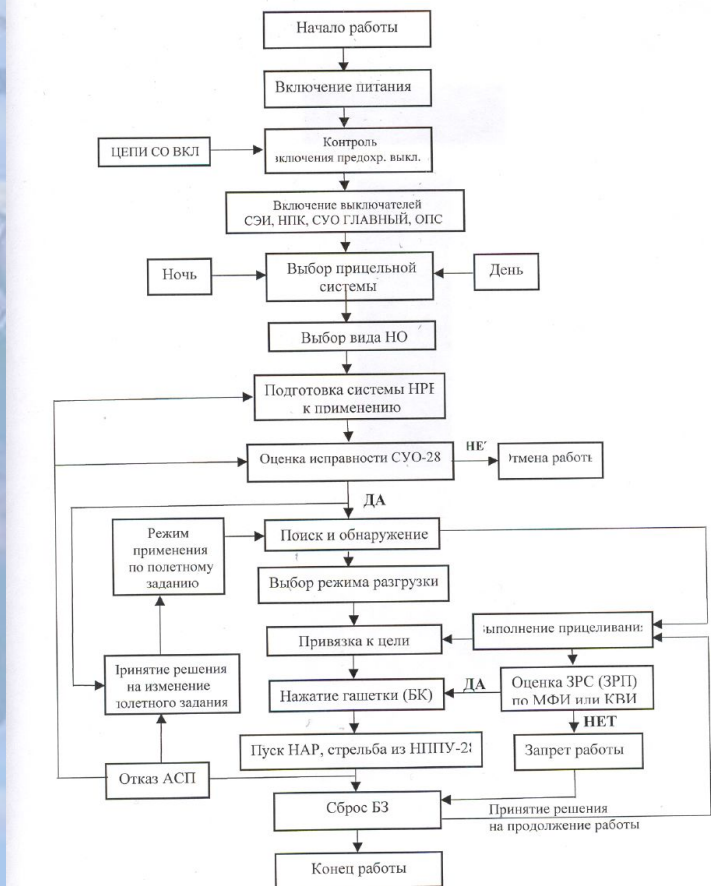 Начало работы
Включение питания
ЦЕПИ СО ВКЛ
Контроль
включения предохр. выкл.
Включение выключателей
СЭИ, НПК, СУО ГЛАВНЫЙ, ОПС
Ночь
Выбор прицельной
системы
День
Выбор вида НО
Подготовка системы НРЕ
к применению
Оценка исправности СУО-28
НЕТ
Отмена работы
ДА
Режим
применения
по полетному
заданию
Поиск и обнаружение
Выбор режима разгрузки
Привязка к цели
Выполнение прицеливания
Принятие решения
на изменение
полетного задания
Нажатие гашетки (БК)
ДА
Оценка ЗРС (ЗРП)
по МФИ или КВИ
НЕТ
Пуск НАР, стрельба из НППУ-28
Запрет работы
Отказ АСП
Сброс БЗ
Принятие решения
на продолжение работы
Конец работы